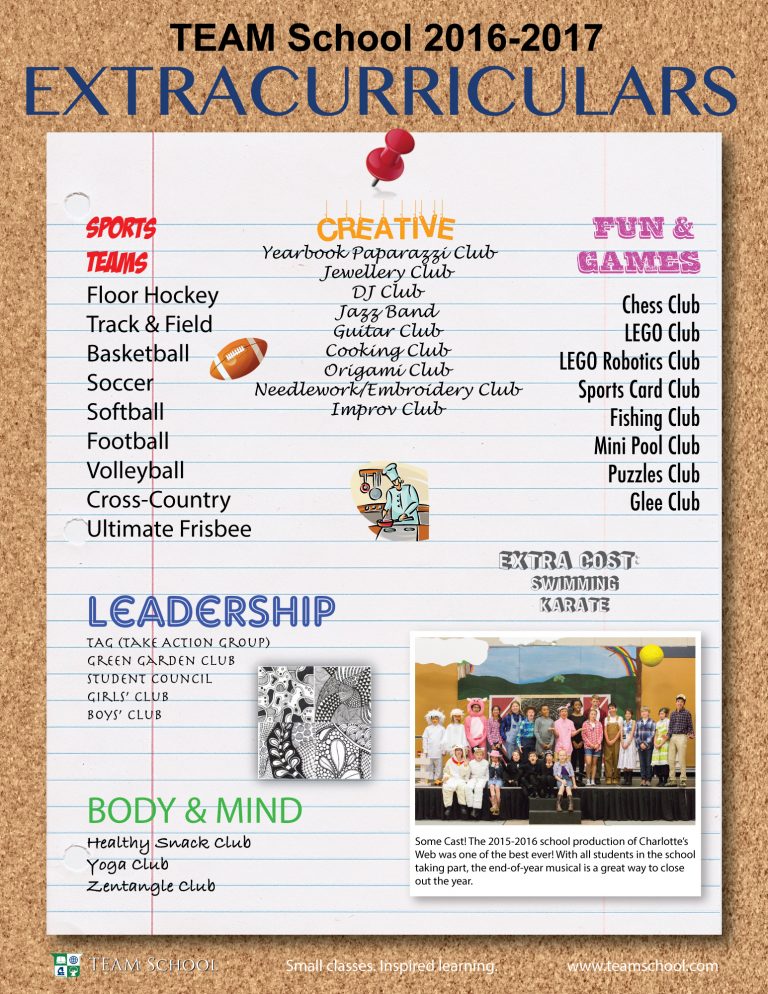 TEAM School 2016-2017
EXTRACURRICULARS
SPORTS
TEAMS
Floor Hockey
Track & Field
Basketball
Soccer
Softball
Football
Volleyball
Cross-Country
Ultimate Frisbee
CREATIVE
Yearbook Paparazzi Club
Jewellery Club
DJ Club
Jazz Band
Guitar Club
Cooking Club
Origami Club
Needlework/Embroidery Club
Improv Club
FUN &
GAMES
Chess Club
LEGO Club
LEGO Robotics Club
Sports Card Club
Fishing Club
Mini Pool Club
Puzzles Club
Glee Club
EXTRA COST:
SWIMMING
KARATE
LEADERSHIP
TAG (TAKE ACTION GROUP)
GREEN GARDEN CLUB
STUDENT COUNCIL
GIRLS' CLUB
BOYS' CLUB
BODY & MIND
Healthy Snack Club
Yoga Club
Zentangle Club
Some Cast! The 2015-2016 school production of Charlotte's
Web was one of the best ever! With all students in the school
taking part, the end-of-year musical is a great way to close
out the year.
TEAM SCHOOL
Small classes. Inspired learning.
www.teamschool.com